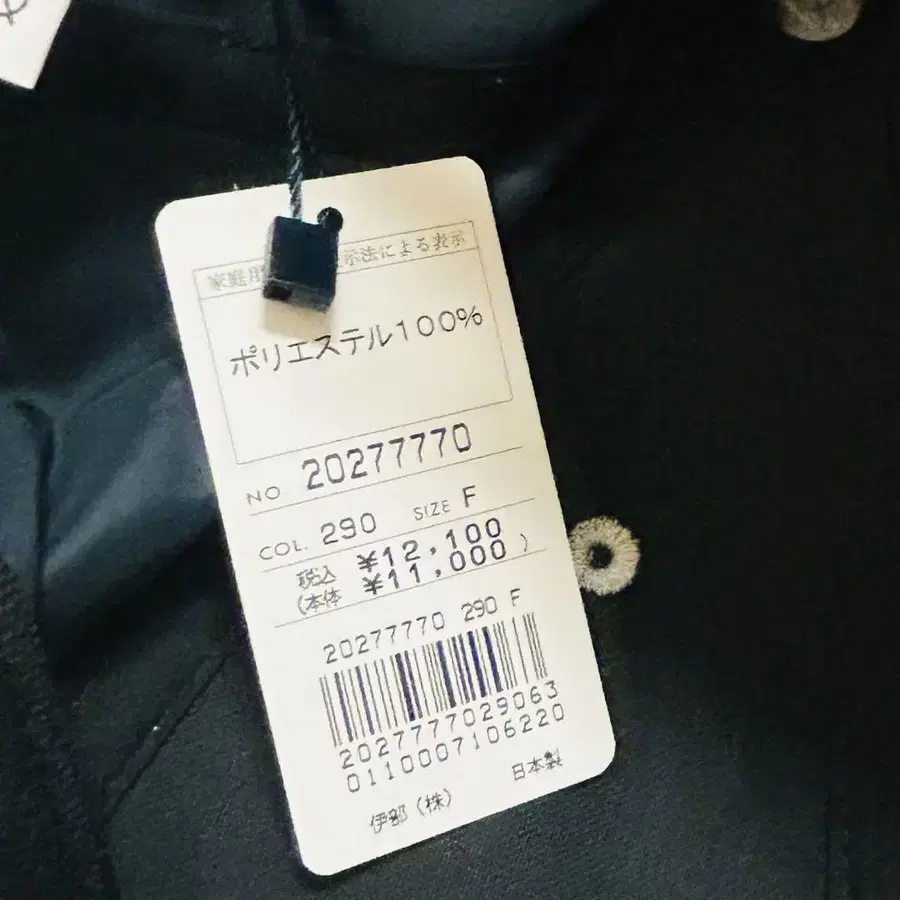 家庭用 示法による表示
ポリエステル100%
NO. 20277770
COL. 290 SIZE F
税込 ¥12,100
(本体 ¥11,000)
20277770 290 F
2027777029063
0110007106220
伊部(株) 日本製